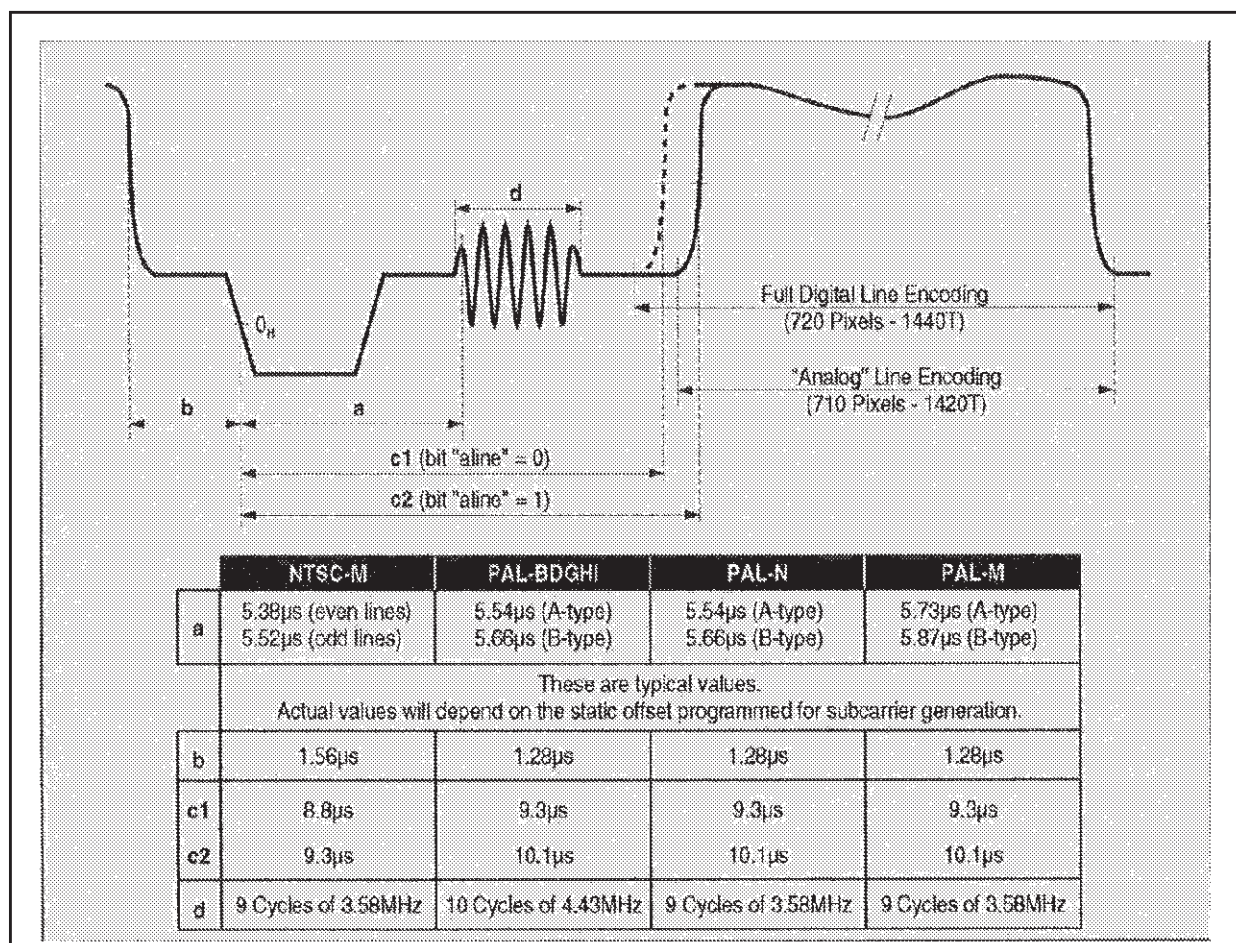 d
Full Digital Line Encoding
(720 Pixels - 1440T)
0H
"Analog" Line Encoding
(710 Pixels - 1420T)
b
a
c1 (bit "aline" = 0)
c2 (bit "aline" = 1)
NTSC-M PAL-BDGHI PAL-N PAL-M
a
5.38µs (even lines) 5.54µs (A-type) 5.54µs (A-type) 5.73µs (A-type)
5.52µs (odd lines) 5.66µs (B-type) 5.66µs (B-type) 5.87µs (B-type)
These are typical values.
Actual values will depend on the static offset programmed for subcarrier generation.
b 1.56µs 1.28µs 1.28µs 1.28µs
c1 8.8µs 9.3µs 9.3µs 9.3µs
c2 9.3µs 10.1µs 10.1µs 10.1µs
d 9 Cycles of 3.58MHz 10 Cycles of 4.43MHz 9 Cycles of 3.58MHz 9 Cycles of 3.58MHz